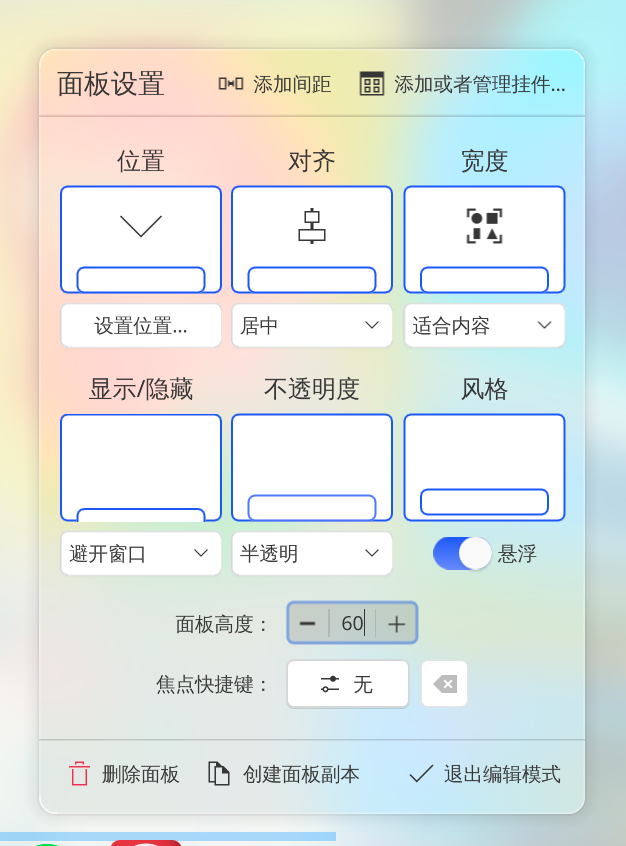 面板设置 添加间距 添加或者管理挂件...
位置 对齐 宽度
设置位置... 居中 适合内容
显示/隐藏 不透明度 风格
避开窗口 半透明 悬浮
面板高度： 60
焦点快捷键： 无
删除面板 创建面板副本 退出编辑模式